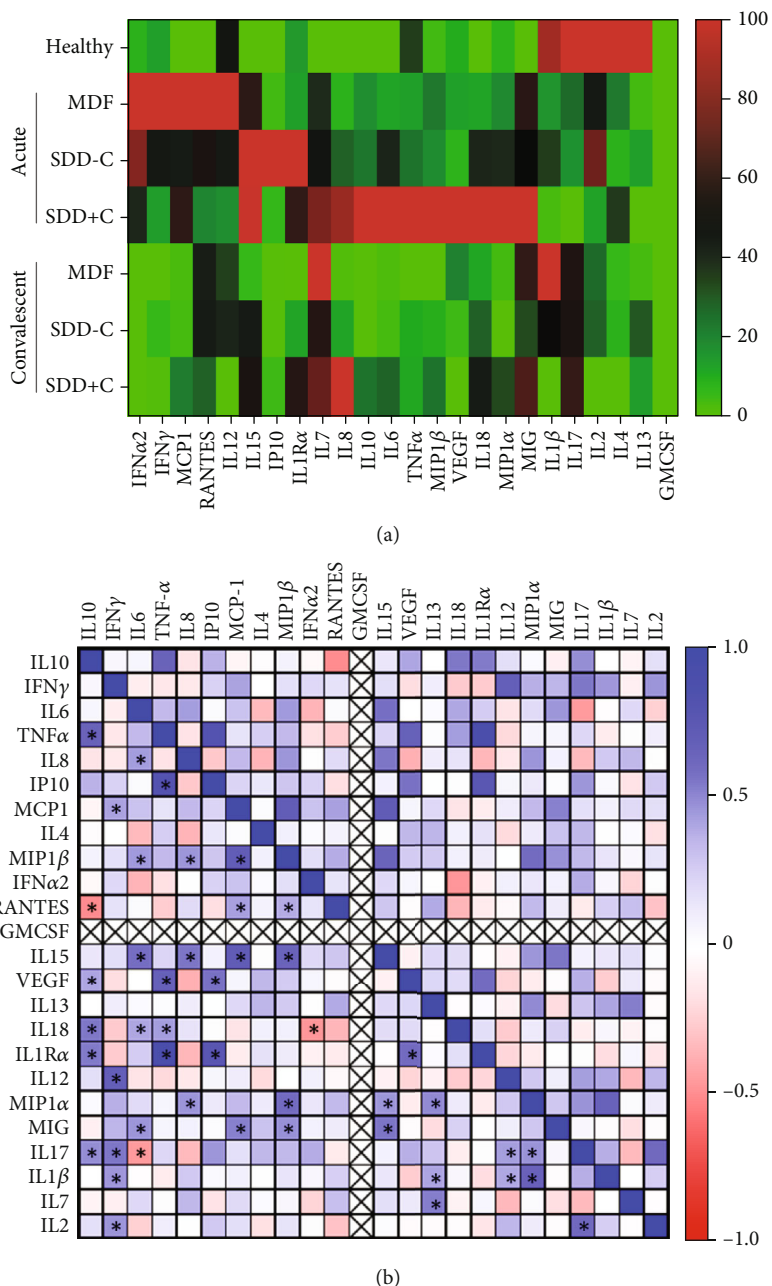 Healthy
MDF
SDD-C
SDD+C
MDF
SDD-C
SDD+C
Acute
Convalescent
100
80
60
40
20
0
IFNα2
IFNγ
MCP1
RANTES
IL12
IL15
IP10
IL1Rα
IL7
IL8
IL10
IL6
TNFα
MIP1β
VEGF
IL18
MIP1α
MIG
IL1β
IL17
IL2
IL4
IL13
GMCSF
(a)
IL10
IFNγ
IL6
TNF-α
IL8
IP10
MCP-1
IL4
MIP1β
IFNα2
RANTES
GMCSF
IL15
VEGF
IL13
IL18
IL1Rα
IL12
MIP1α
MIG
IL17
IL1β
IL7
IL2
IL10
IFNγ
IL6
TNFα
IL8
IP10
MCP1
IL4
MIP1β
IFNα2
RANTES
GMCSF
IL15
VEGF
IL13
IL18
IL1Rα
IL12
MIP1α
MIG
IL17
IL1β
IL7
IL2
1.0
0.5
0
−0.5
−1.0
(b)